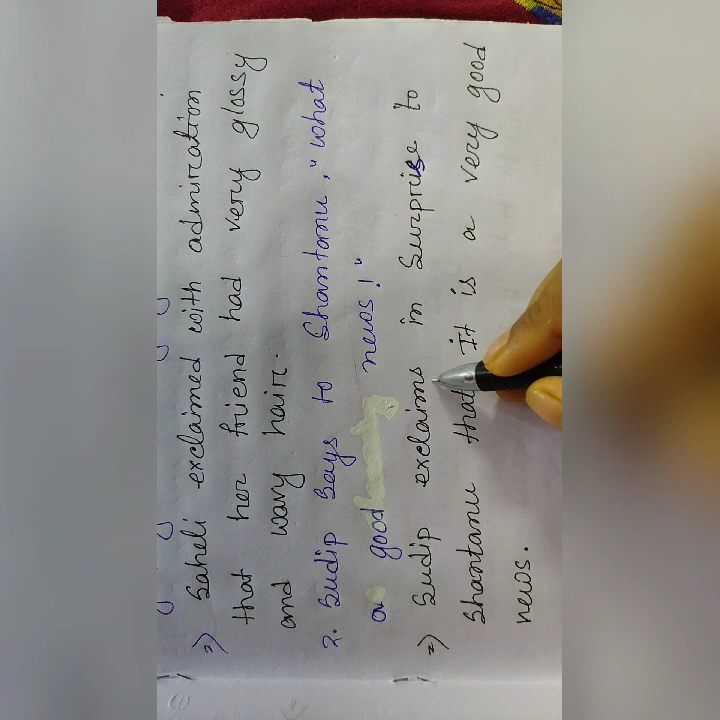 => Saheli exclaimed with admiration
that her friend had very glossy
and wavy hair.
2. Sudip says to Shantanu, "what
a good news!"
=> Sudip exclaims in Surprise to
Shantanu that It is a very good
news.